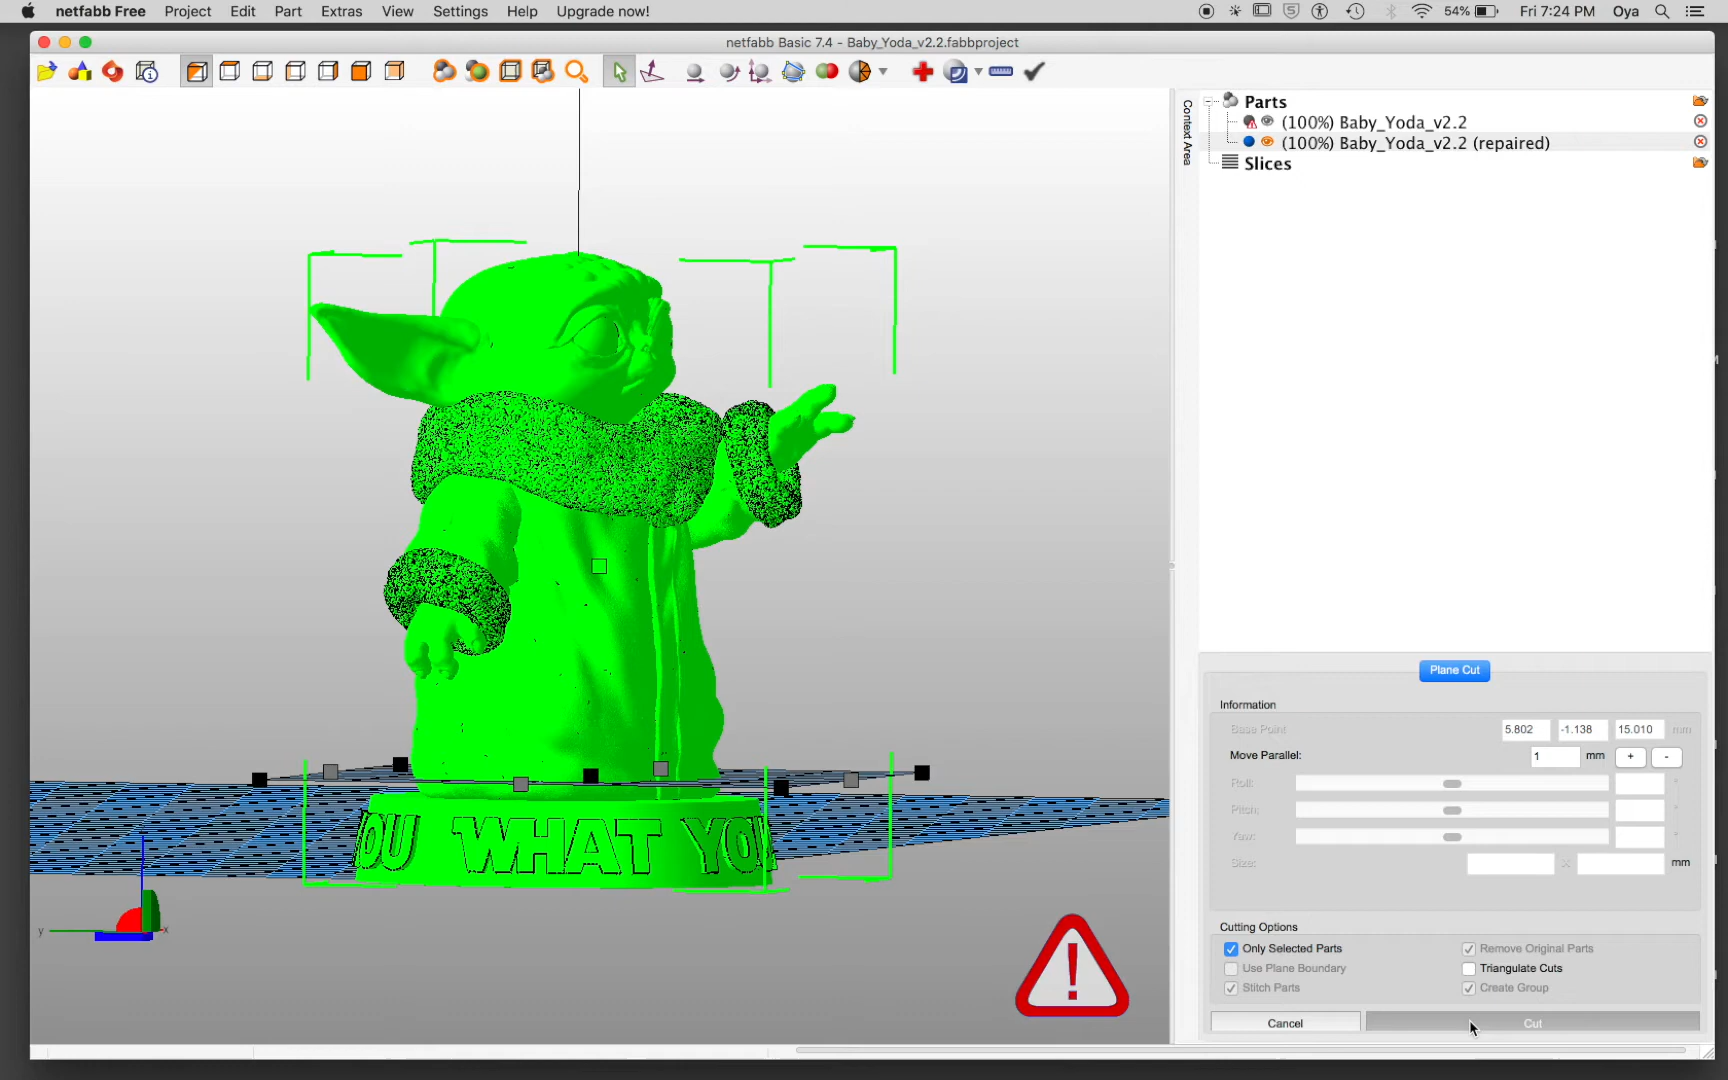 netfabb Free Project Edit Part Extras View Settings Help Upgrade now! 54% Fri 7:24 PM Oya
netfabb Basic 7.4 - Baby_Yoda_v2.2.fabbproject
Context Area
Parts
(100%) Baby_Yoda_v2.2
(100%) Baby_Yoda_v2.2 (repaired)
Slices
Plane Cut
Information
Base Point 5.802 -1.138 15.010 mm
Move Parallel: 1 mm + -
Roll: °
Pitch: °
Yaw: °
Size: x mm
Cutting Options
Only Selected Parts Remove Original Parts
Use Plane Boundary Triangulate Cuts
Stitch Parts Create Group
Cancel Cut
OU WHAT YO
y x